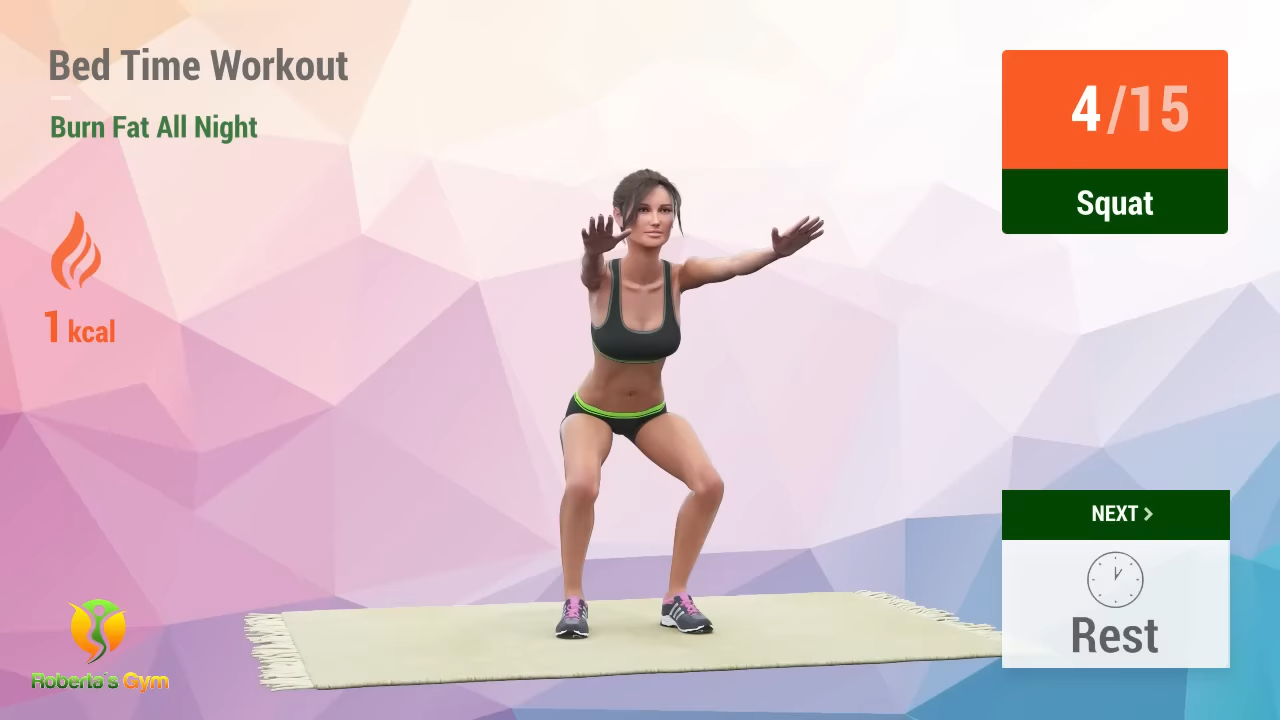 Bed Time Workout
Burn Fat All Night
4/15
Squat
1 kcal
NEXT >
Rest
Roberta's Gym